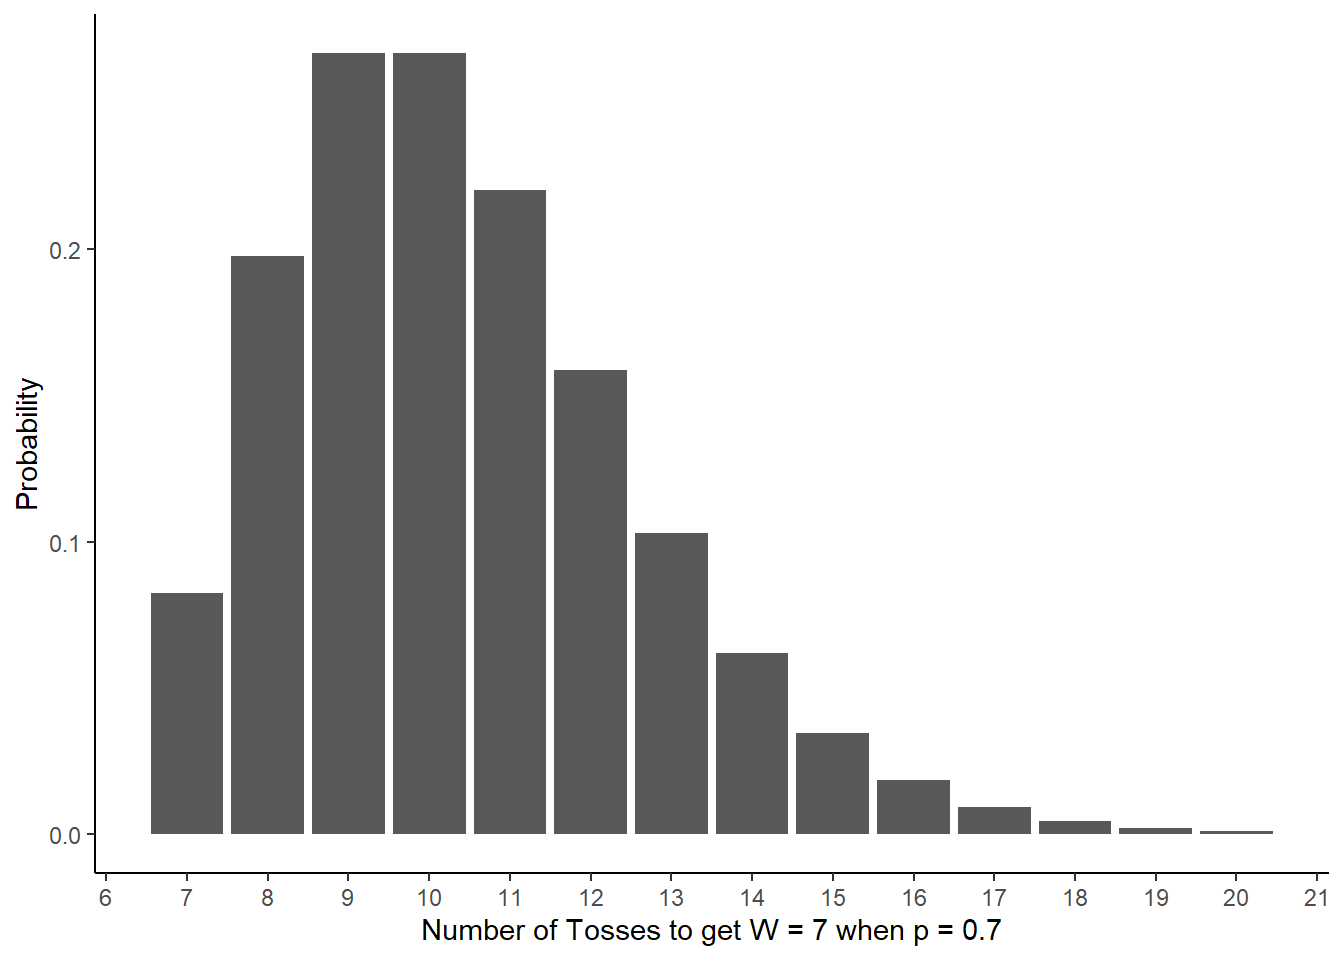 Probability
0.2
0.1
0.0
6 7 8 9 10 11 12 13 14 15 16 17 18 19 20 21
Number of Tosses to get W = 7 when p = 0.7